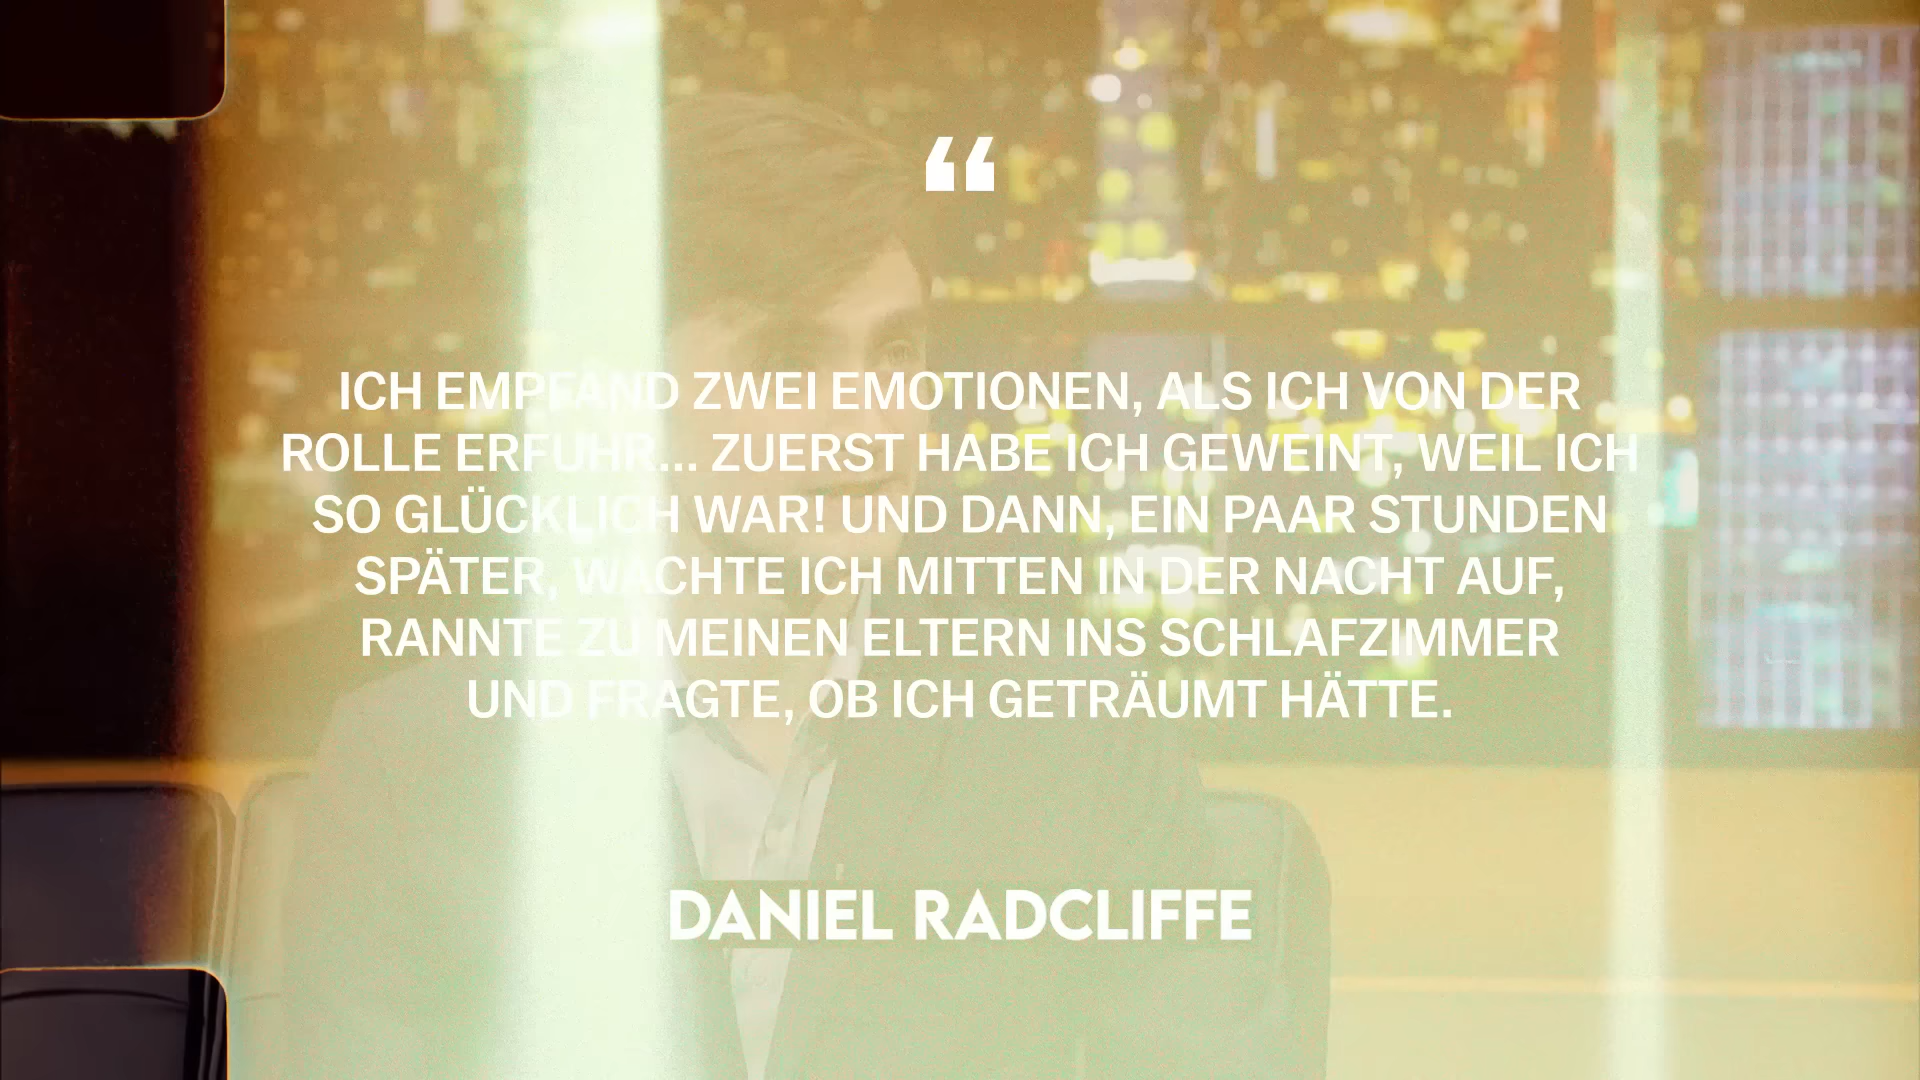 “
ICH EMPFAND ZWEI EMOTIONEN, ALS ICH VON DER
ROLLE ERFUHR... ZUERST HABE ICH GEWEINT, WEIL ICH
SO GLÜCKLICH WAR! UND DANN, EIN PAAR STUNDEN
SPÄTER, WACHTE ICH MITTEN IN DER NACHT AUF,
RANNTE ZU MEINEN ELTERN INS SCHLAFZIMMER
UND FRAGTE, OB ICH GETRÄUMT HÄTTE.
DANIEL RADCLIFFE